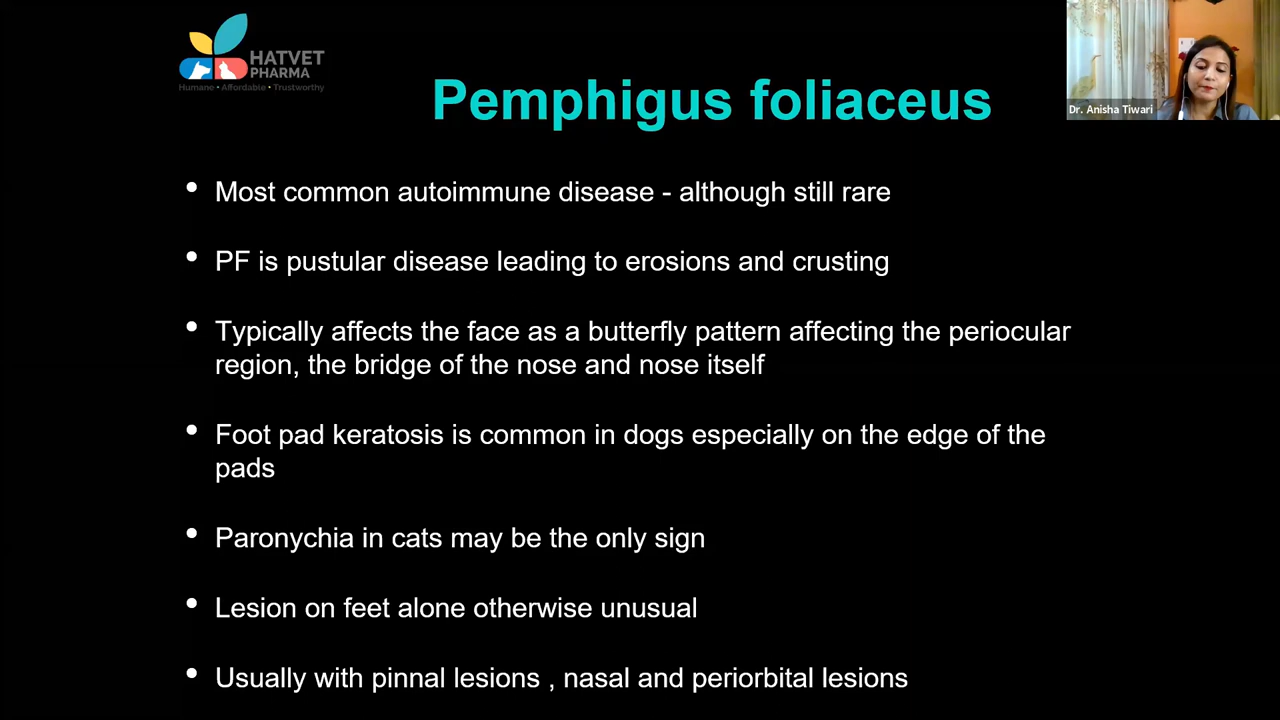 HATVET
PHARMA
Humane • Affordable • Trustworthy
Dr. Anisha Tiwari
Pemphigus foliaceus
• Most common autoimmune disease - although still rare
• PF is pustular disease leading to erosions and crusting
• Typically affects the face as a butterfly pattern affecting the periocular
region, the bridge of the nose and nose itself
• Foot pad keratosis is common in dogs especially on the edge of the
pads
• Paronychia in cats may be the only sign
• Lesion on feet alone otherwise unusual
• Usually with pinnal lesions , nasal and periorbital lesions